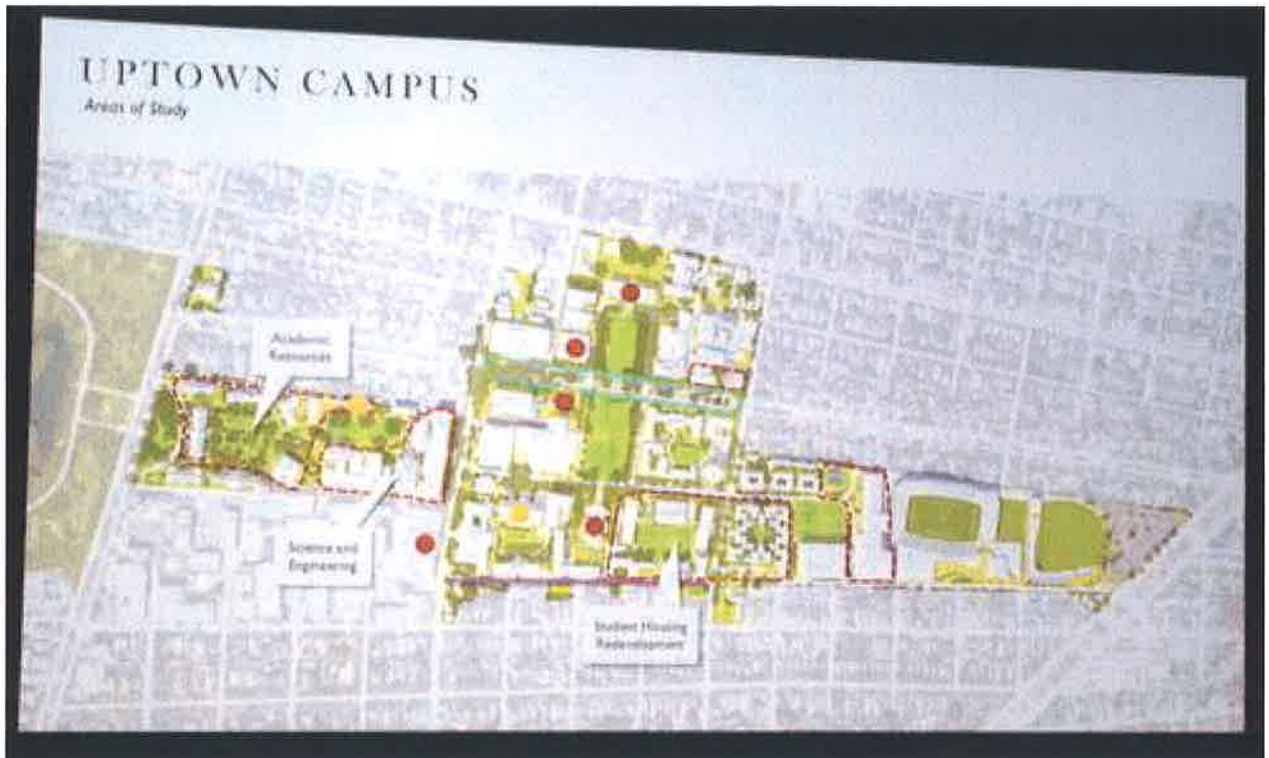 UPTOWN CAMPUS
Areas of Study
Academic
Resources
Science and
Engineering
Student Housing
Redevelopment